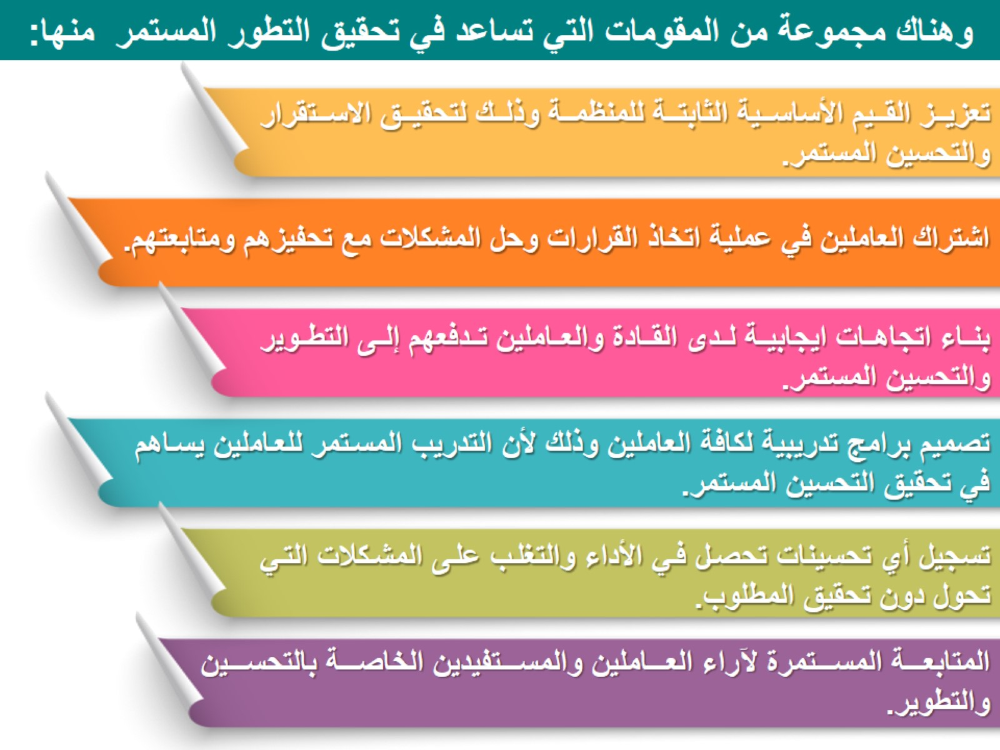 وهناك مجموعة من المقومات التي تساعد في تحقيق التطور المستمر منها:
تعزيز القيم الأساسية الثابتة للمنظمة وذلك لتحقيق الاستقرار
والتحسين المستمر.
اشتراك العاملين في عملية اتخاذ القرارات وحل المشكلات مع تحفيزهم ومتابعتهم.
بناء اتجاهات ايجابية لدى القادة والعاملين تدفعهم إلى التطوير
والتحسين المستمر.
تصميم برامج تدريبية لكافة العاملين وذلك لأن التدريب المستمر للعاملين يساهم
في تحقيق التحسين المستمر.
تسجيل أي تحسينات تحصل في الأداء والتغلب على المشكلات التي
تحول دون تحقيق المطلوب.
المتابعة المستمرة لآراء العاملين والمستفيدين الخاصة بالتحسين
والتطوير.